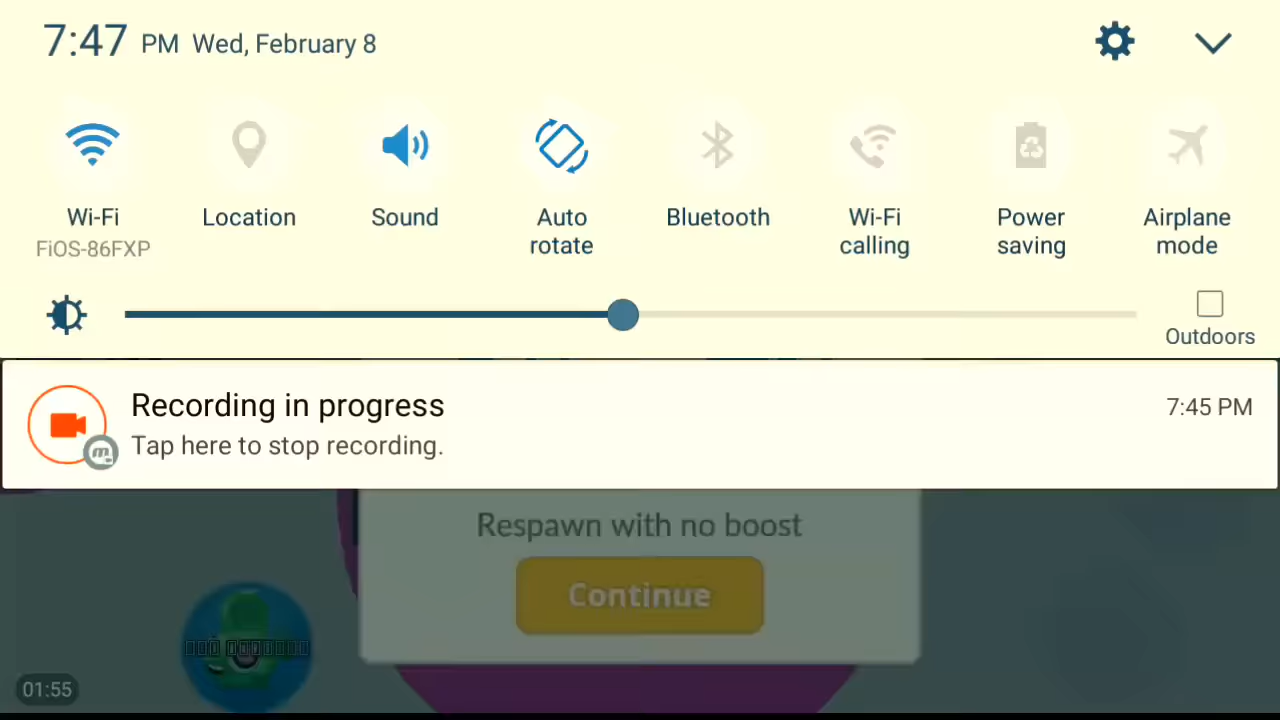 7:47 PM Wed, February 8
Wi-Fi
FiOS-86FXP
Location
Sound
Auto
rotate
Bluetooth
Wi-Fi
calling
Power
saving
Airplane
mode
Outdoors
Recording in progress
7:45 PM
Tap here to stop recording.
Respawn with no boost
Continue
01:55